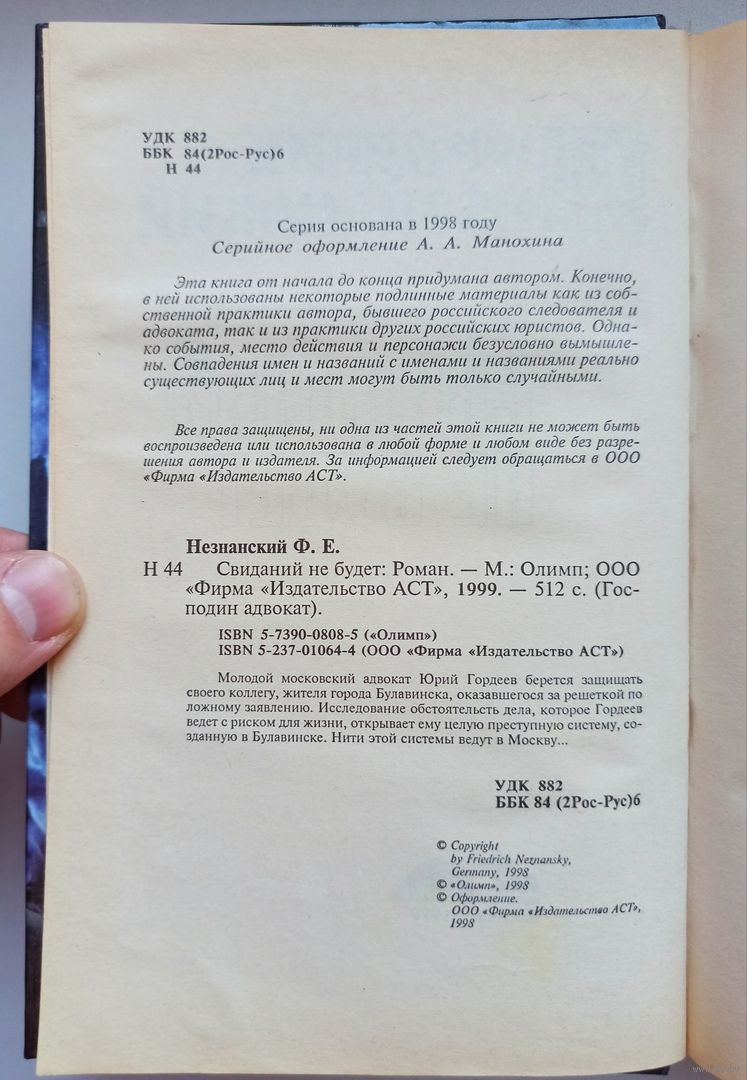 УДК 882
ББК 84(2Рос-Рус)6
Н 44
Серия основана в 1998 году
Серийное оформление А. А. Манохина
Эта книга от начала до конца придумана автором. Конечно,
в ней использованы некоторые подлинные материалы как из соб-
ственной практики автора, бывшего российского следователя и
адвоката, так и из практики других российских юристов. Одна-
ко события, место действия и персонажи безусловно вымышле-
ны. Совпадения имен и названий с именами и названиями реально
существующих лиц и мест могут быть только случайными.
Все права защищены, ни одна из частей этой книги не может быть
воспроизведена или использована в любой форме и любом виде без разре-
шения автора и издателя. За информацией следует обращаться в ООО
«Фирма «Издательство АСТ».
Незнанский Ф. Е.
Н 44 Свиданий не будет: Роман. — М.: Олимп; ООО
«Фирма «Издательство АСТ», 1999. — 512 с. (Гос-
подин адвокат).
ISBN 5-7390-0808-5 («Олимп»)
ISBN 5-237-01064-4 (ООО «Фирма «Издательство АСТ»)
Молодой московский адвокат Юрий Гордеев берется защищать
своего коллегу, жителя города Булавинска, оказавшегося за решеткой по
ложному заявлению. Исследование обстоятельств дела, которое Гордеев
ведет с риском для жизни, открывает ему целую преступную систему, со-
зданную в Булавинске. Нити этой системы ведут в Москву...
УДК 882
ББК 84 (2Рос-Рус)6
© Copyright
by Friedrich Neznansky,
Germany, 1998
© «Олимп», 1998
© Оформление.
ООО «Фирма «Издательство АСТ»,
1998